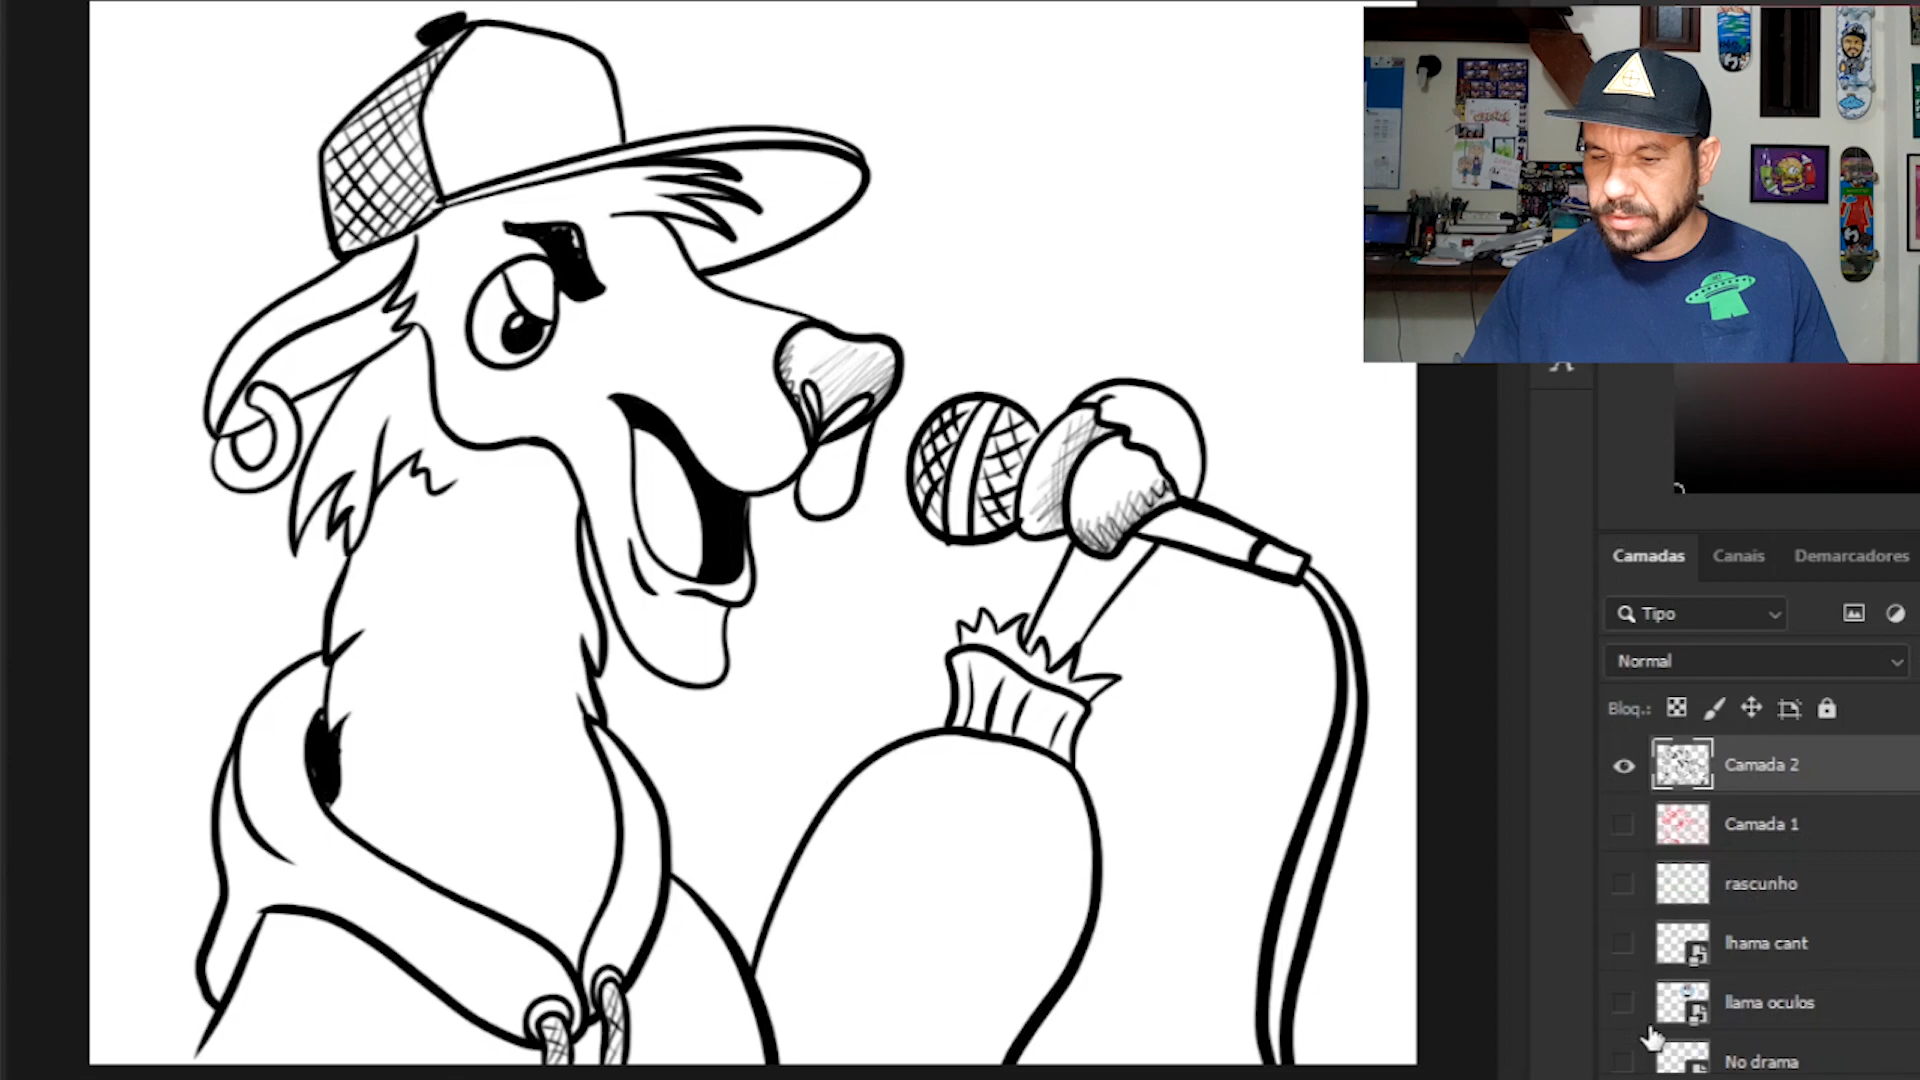 Camadas Canais Demarcadores
Tipo
Normal
Bloq.:
Camada 2
Camada 1
rascunho
lhama cant
llama oculos
No drama